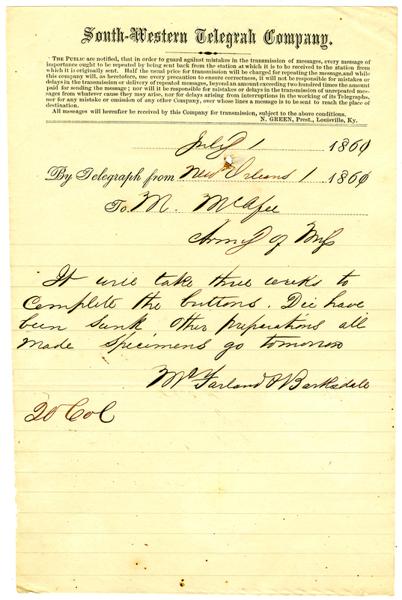 South-Western Telegrah Company.
THE PUBLIC are notified, that in order to guard against mistakes in the transmission of messages, every message of
importance ought to be repeated by being sent back from the station at which it is to be received to the station from
which it is originally sent. Half the usual price for transmission will be charged for repeating the message, and while
this company will, as heretofore, use every precaution to ensure correctness, it will not be responsible for mistakes or
delays in the transmission or delivery of repeated messages, beyond an amount exceeding two hundred times the amount
paid for sending the message; nor will it be responsible for mistakes or delays in the transmission of unrepeated mes-
sages from whatever cause they may arise, nor for delays arising from interruptions in the working of its Telegraphs,
nor for any mistake or omission of any other Company, over whose lines a message is to be sent to reach the place of
destination.
All messages will hereafter be received by this Company for transmission, subject to the above conditions.
N. GREEN, Prest., Louisville, Ky.
July 1 1860
By Telegraph from New Orleans 1 1860
To M. McAfee
Army of Miss
It will take three weeks to
Complete the buttons. Die have
been sunk Other preparations all
made Specimens go tomorrow
McFarland & Barksdale
20 Col